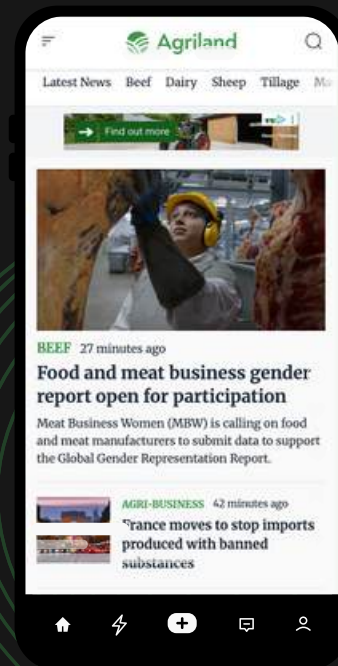 Agriland
Latest News Beef Dairy Sheep Tillage
Find out more
BEEF 27 minutes ago
Food and meat business gender
report open for participation
Meat Business Women (MBW) is calling on food
and meat manufacturers to submit data to support
the Global Gender Representation Report.
AGRI-BUSINESS 42 minutes ago
France moves to stop imports
produced with banned
substances